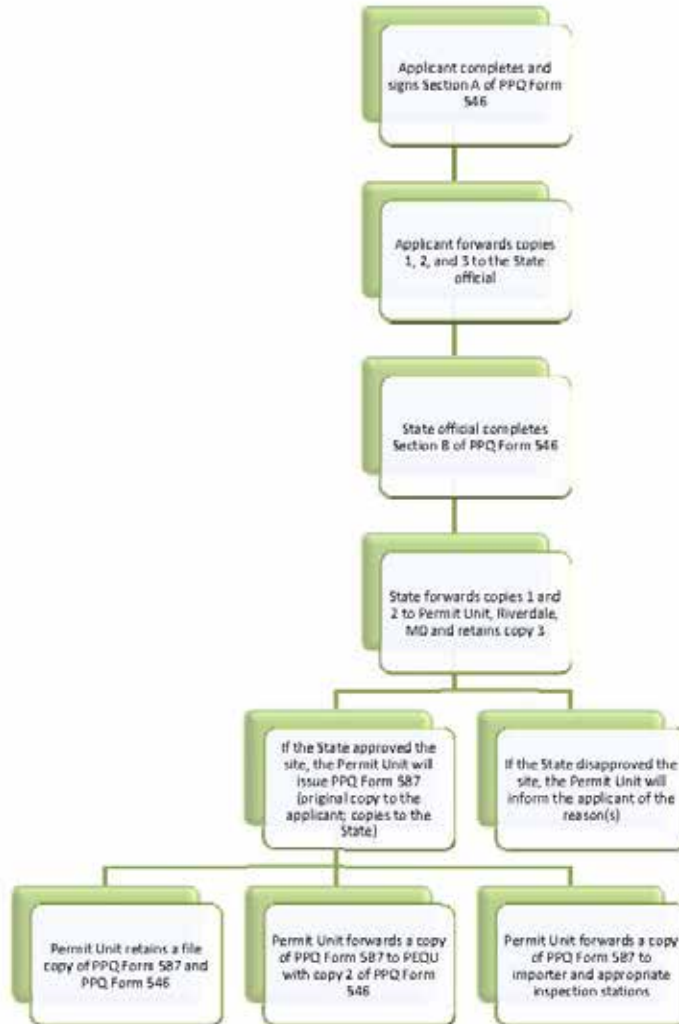 Applicant completes and
signs Section A of PPQ Form
546
Applicant forwards copies
1, 2, and 3 to the State
official
State official completes
Section B of PPQ Form 546
State forwards copies 1 and
2 to Permit Unit, Riverdale,
MD and retains copy 3
If the State approved the
site, the Permit Unit will
issue PPQ Form 587
(original copy to the
applicant; copies to the
State)
If the State disapproved the
site, the Permit Unit will
inform the applicant of the
reason(s)
Permit Unit retains a file
copy of PPQ Form 587 and
PPQ Form 546
Permit Unit forwards a copy
of PPQ Form 587 to PEQU
with copy 2 of PPQ Form
546
Permit Unit forwards a copy
of PPQ Form 587 to
importer and appropriate
inspection stations